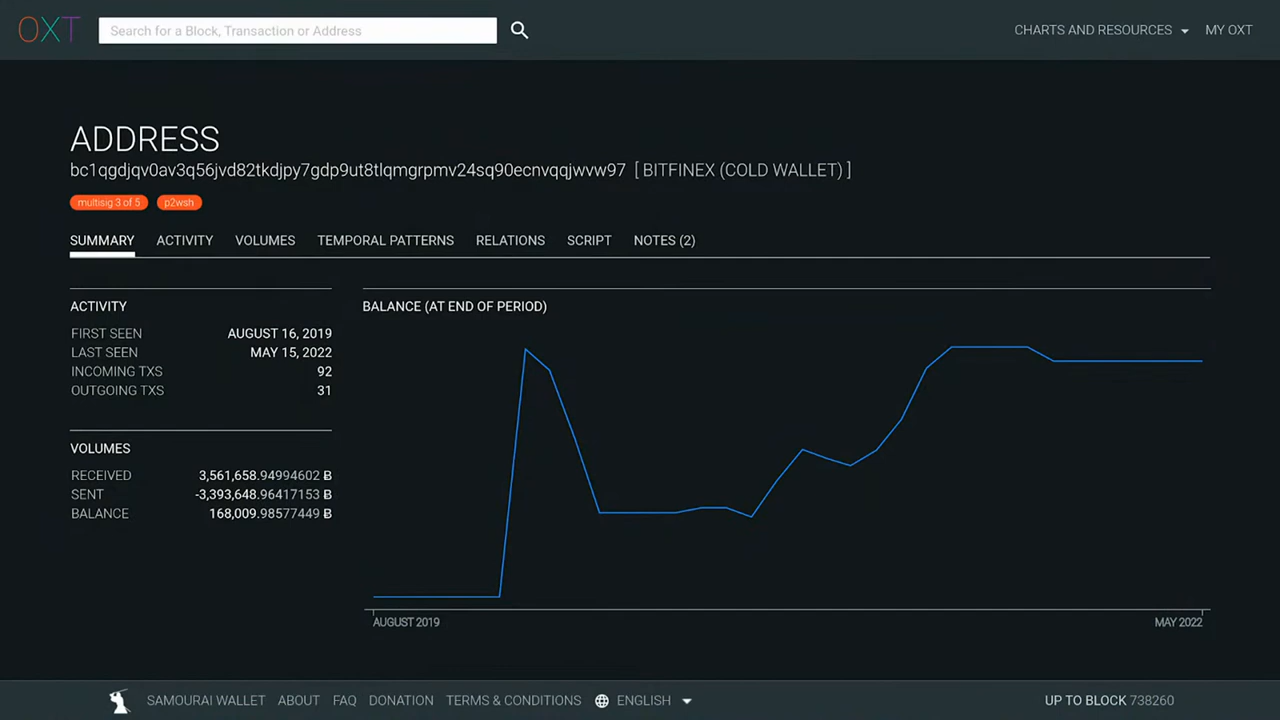 OXT Search for a Block, Transaction or Address CHARTS AND RESOURCES MY OXT
ADDRESS
bc1qgdjqv0av3q56jvd82tkdjpy7gdp9ut8tlqmgrpmv24sq90ecnvqqjwvw97 [ BITFINEX (COLD WALLET) ]
multisig 3 of 5 p2wsh
SUMMARY ACTIVITY VOLUMES TEMPORAL PATTERNS RELATIONS SCRIPT NOTES (2)
ACTIVITY
FIRST SEEN AUGUST 16, 2019
LAST SEEN MAY 15, 2022
INCOMING TXS 92
OUTGOING TXS 31
VOLUMES
RECEIVED 3,561,658.94994602 Ƀ
SENT -3,393,648.96417153 Ƀ
BALANCE 168,009.98577449 Ƀ
BALANCE (AT END OF PERIOD)
AUGUST 2019 MAY 2022
SAMOURAI WALLET ABOUT FAQ DONATION TERMS & CONDITIONS ENGLISH UP TO BLOCK 738260